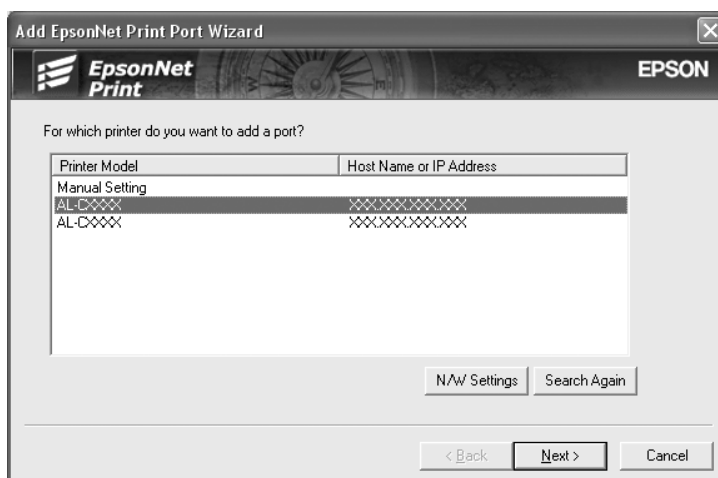 Add EpsonNet Print Port Wizard
EpsonNet
Print
EPSON
For which printer do you want to add a port?
Printer Model Host Name or IP Address
Manual Setting
AL-CXXXX XXX.XXX.XXX.XXX
AL-CXXXX XXX.XXX.XXX.XXX
N/W Settings Search Again
< Back Next > Cancel